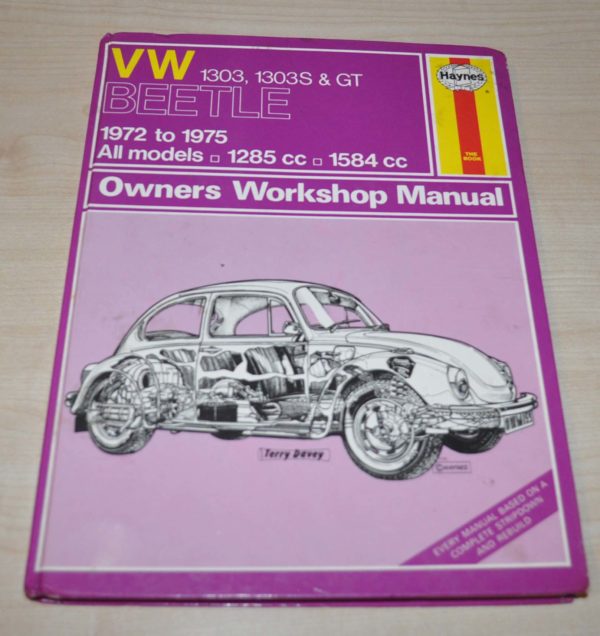 VW 1303, 1303S & GT
BEETLE
1972 to 1975
All models ▫ 1285 cc ▫ 1584 cc
Haynes
THE
BOOK
Owners Workshop Manual
Terry Davey
©HAYNES
EVERY MANUAL BASED ON A
COMPLETE STRIPDOWN
AND REBUILD